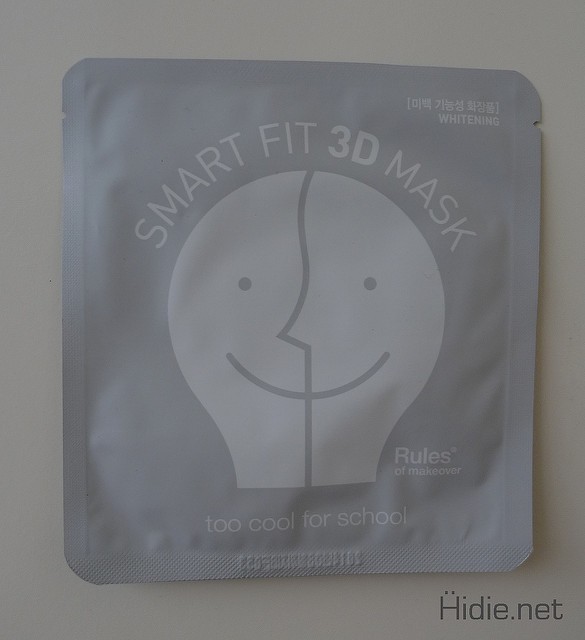 [미백 기능성 화장품]
WHITENING
SMART FIT 3D MASK
Rules®
of makeover
too cool for school
Hidie.net